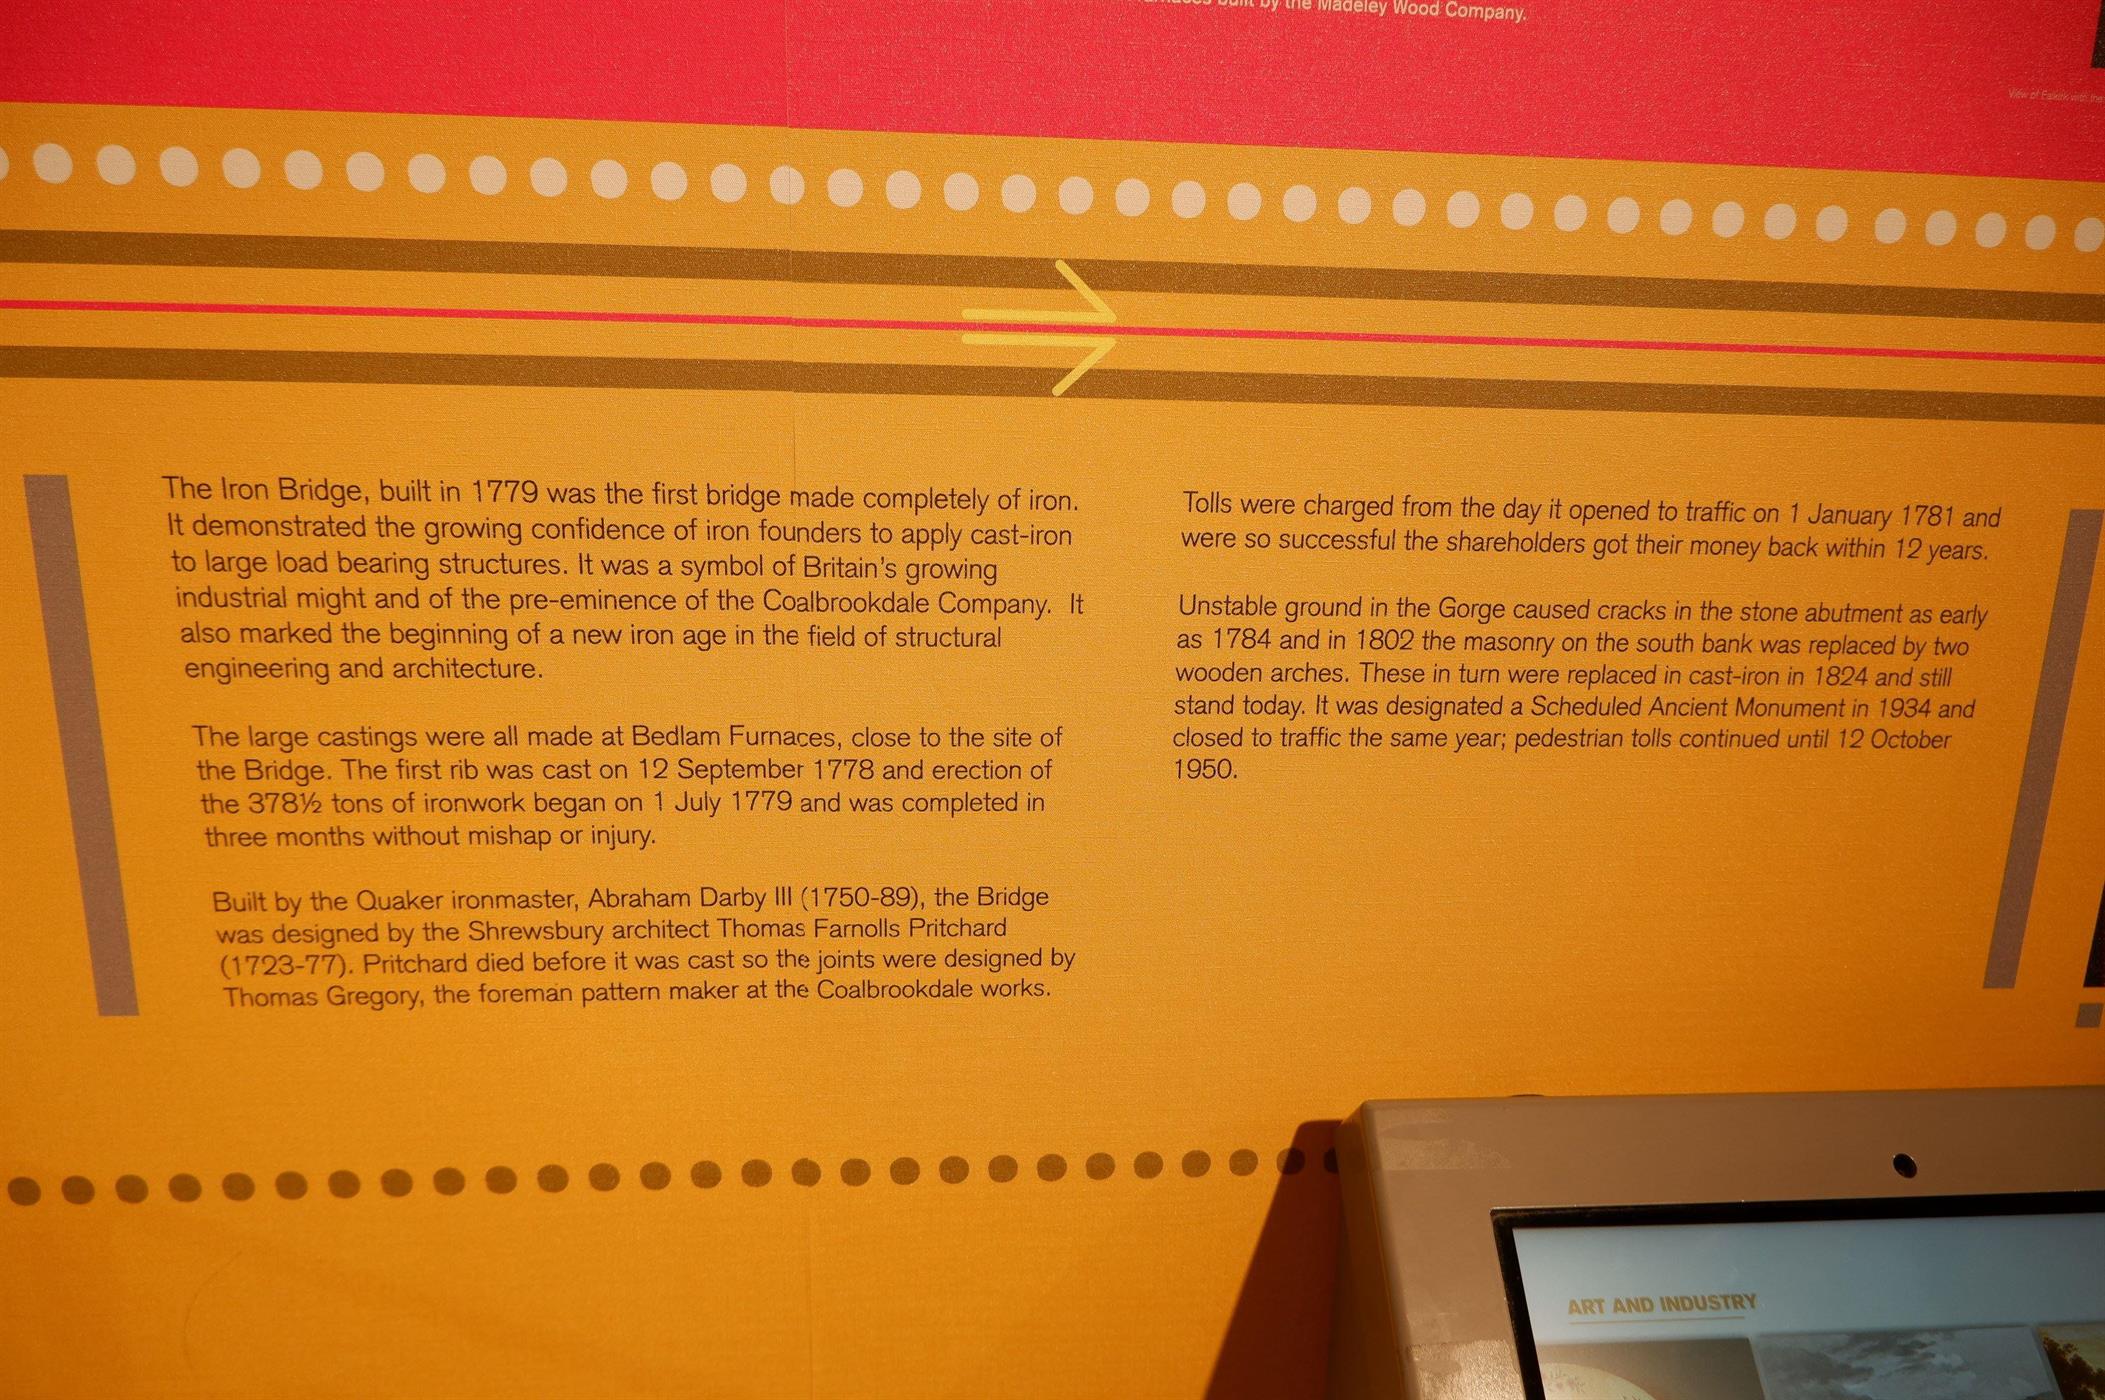 built by the Madeley Wood Company.
View of Falkirk with the
The Iron Bridge, built in 1779 was the first bridge made completely of iron.
It demonstrated the growing confidence of iron founders to apply cast-iron
to large load bearing structures. It was a symbol of Britain's growing
industrial might and of the pre-eminence of the Coalbrookdale Company. It
also marked the beginning of a new iron age in the field of structural
engineering and architecture.
The large castings were all made at Bedlam Furnaces, close to the site of
the Bridge. The first rib was cast on 12 September 1778 and erection of
the 378½ tons of ironwork began on 1 July 1779 and was completed in
three months without mishap or injury.
Built by the Quaker ironmaster, Abraham Darby III (1750-89), the Bridge
was designed by the Shrewsbury architect Thomas Farnolls Pritchard
(1723-77). Pritchard died before it was cast so the joints were designed by
Thomas Gregory, the foreman pattern maker at the Coalbrookdale works.
Tolls were charged from the day it opened to traffic on 1 January 1781 and
were so successful the shareholders got their money back within 12 years.
Unstable ground in the Gorge caused cracks in the stone abutment as early
as 1784 and in 1802 the masonry on the south bank was replaced by two
wooden arches. These in turn were replaced in cast-iron in 1824 and still
stand today. It was designated a Scheduled Ancient Monument in 1934 and
closed to traffic the same year; pedestrian tolls continued until 12 October
1950.
ART AND INDUSTRY